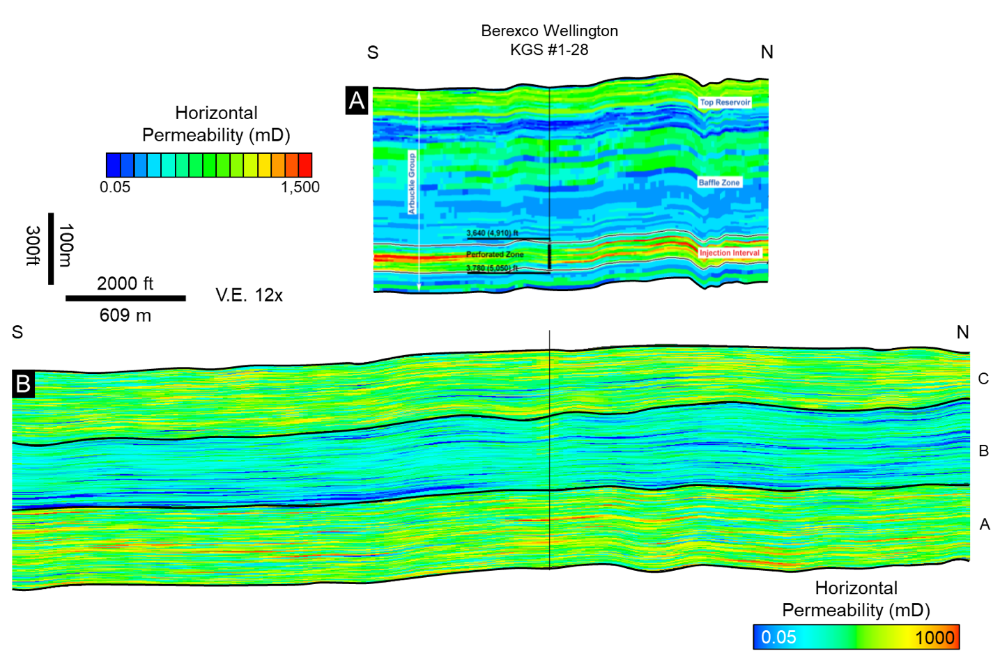 Berexco Wellington
KGS #1-28
S
N
A
Top Reservoir
Arbuckle Group
Baffle Zone
3,640 (4,910) ft
Perforated Zone
Injection Interval
3,780 (5,050) ft
Horizontal
Permeability (mD)
0.05
1,500
300ft
100m
2000 ft
609 m
V.E. 12x
S
N
B
C
B
A
Horizontal
Permeability (mD)
0.05
1000